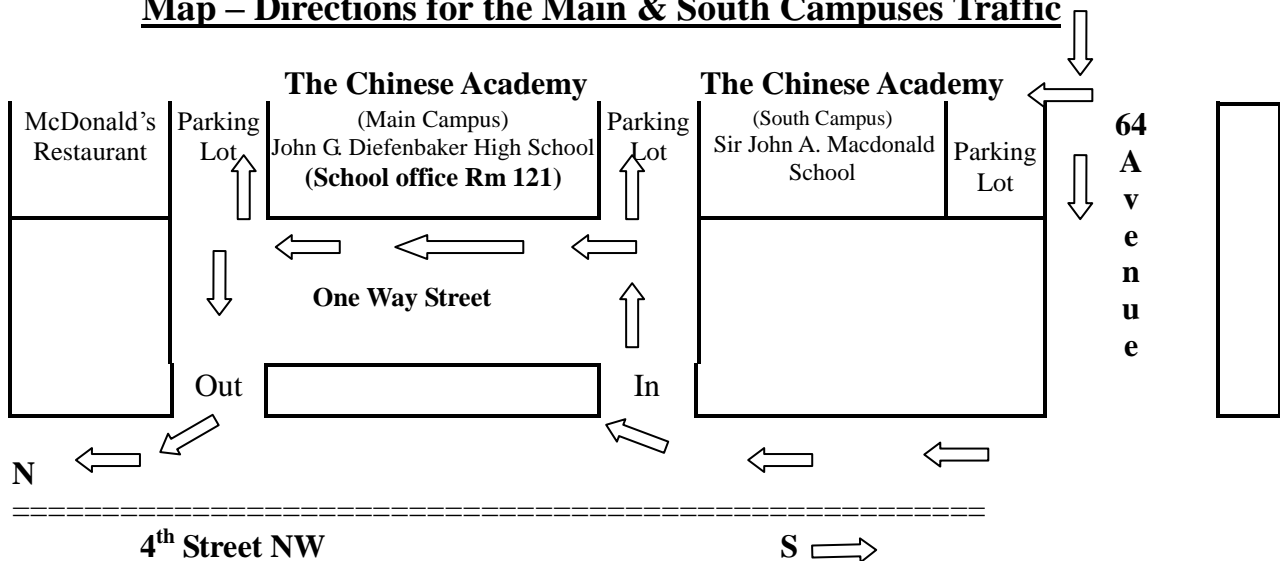 Map – Directions for the Main & South Campuses Traffic
The Chinese Academy
The Chinese Academy
McDonald's
Restaurant
Parking
Lot
(Main Campus)
John G. Diefenbaker High School
(School office Rm 121)
Parking
Lot
(South Campus)
Sir John A. Macdonald
School
Parking
Lot
64
A
v
e
n
u
e
One Way Street
Out
In
N
4th Street NW
S